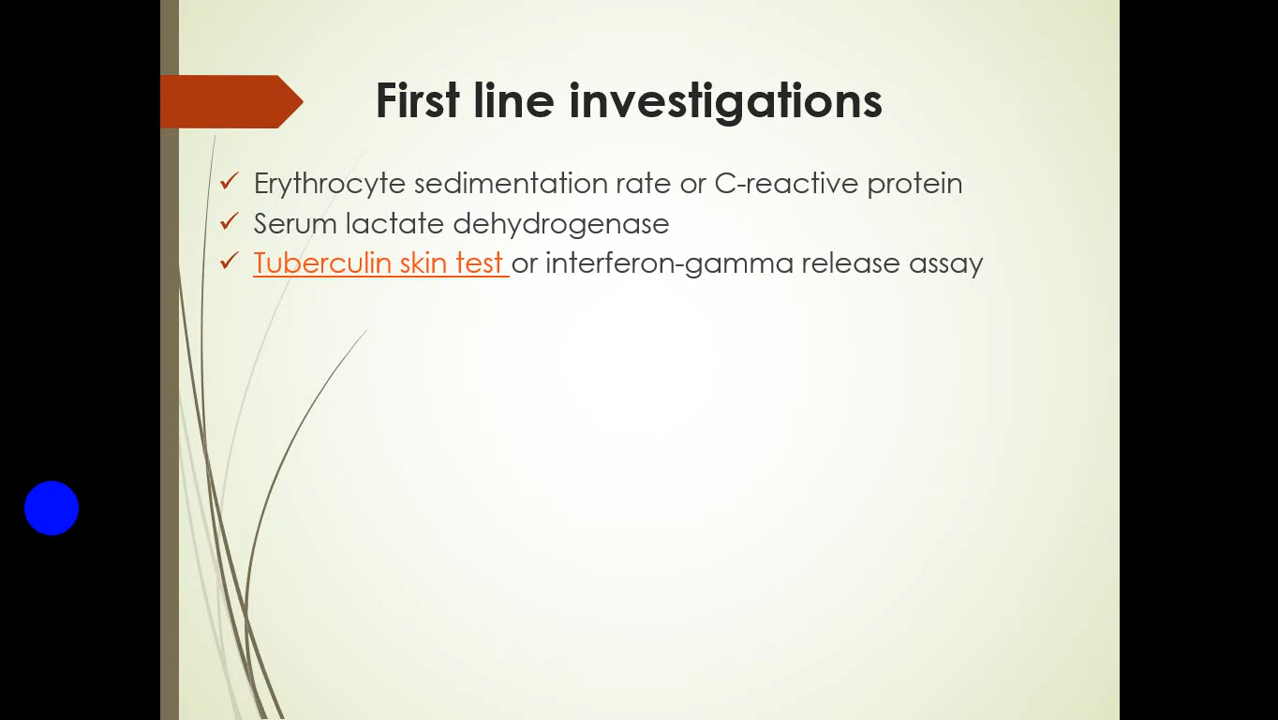 First line investigations
Erythrocyte sedimentation rate or C-reactive protein
Serum lactate dehydrogenase
Tuberculin skin test or interferon-gamma release assay